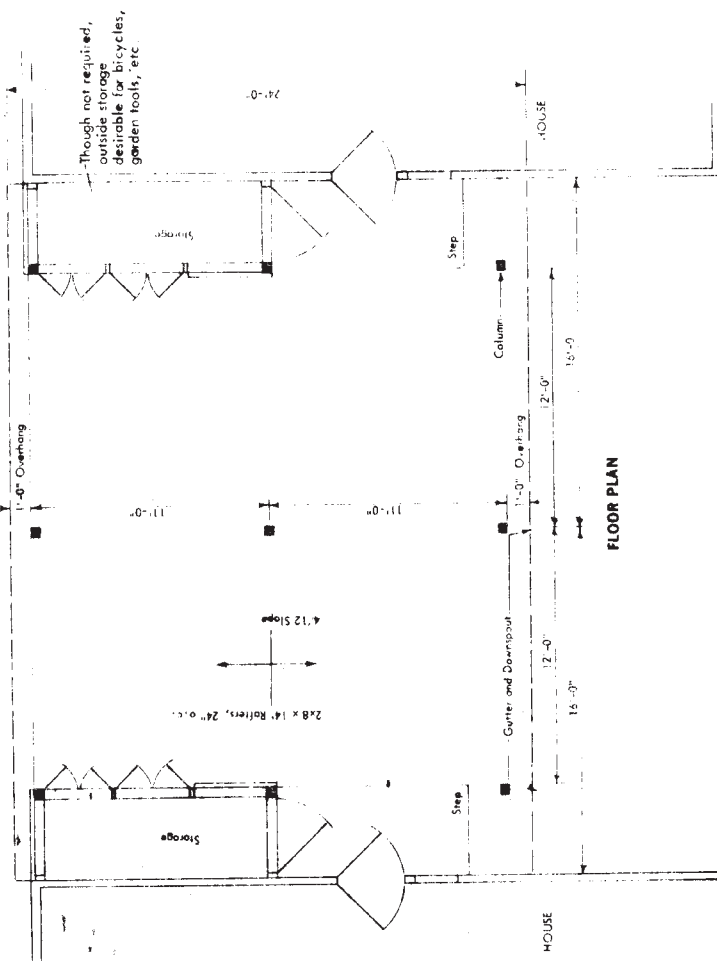 Though not required,
outside storage
desirable for bicycles,
garden tools, etc.
24'-0"
1'-0" Overhang
Storage
11'-0"
11'-0"
4/12 Slope
2x8 x 14' Rafters, 24" o.c.
Storage
Step
Column
HOUSE
Step
Gutter and Downspout
1'-0" Overhang
12'-0"
12'-0"
16'-0
16'-0"
HOUSE
FLOOR PLAN